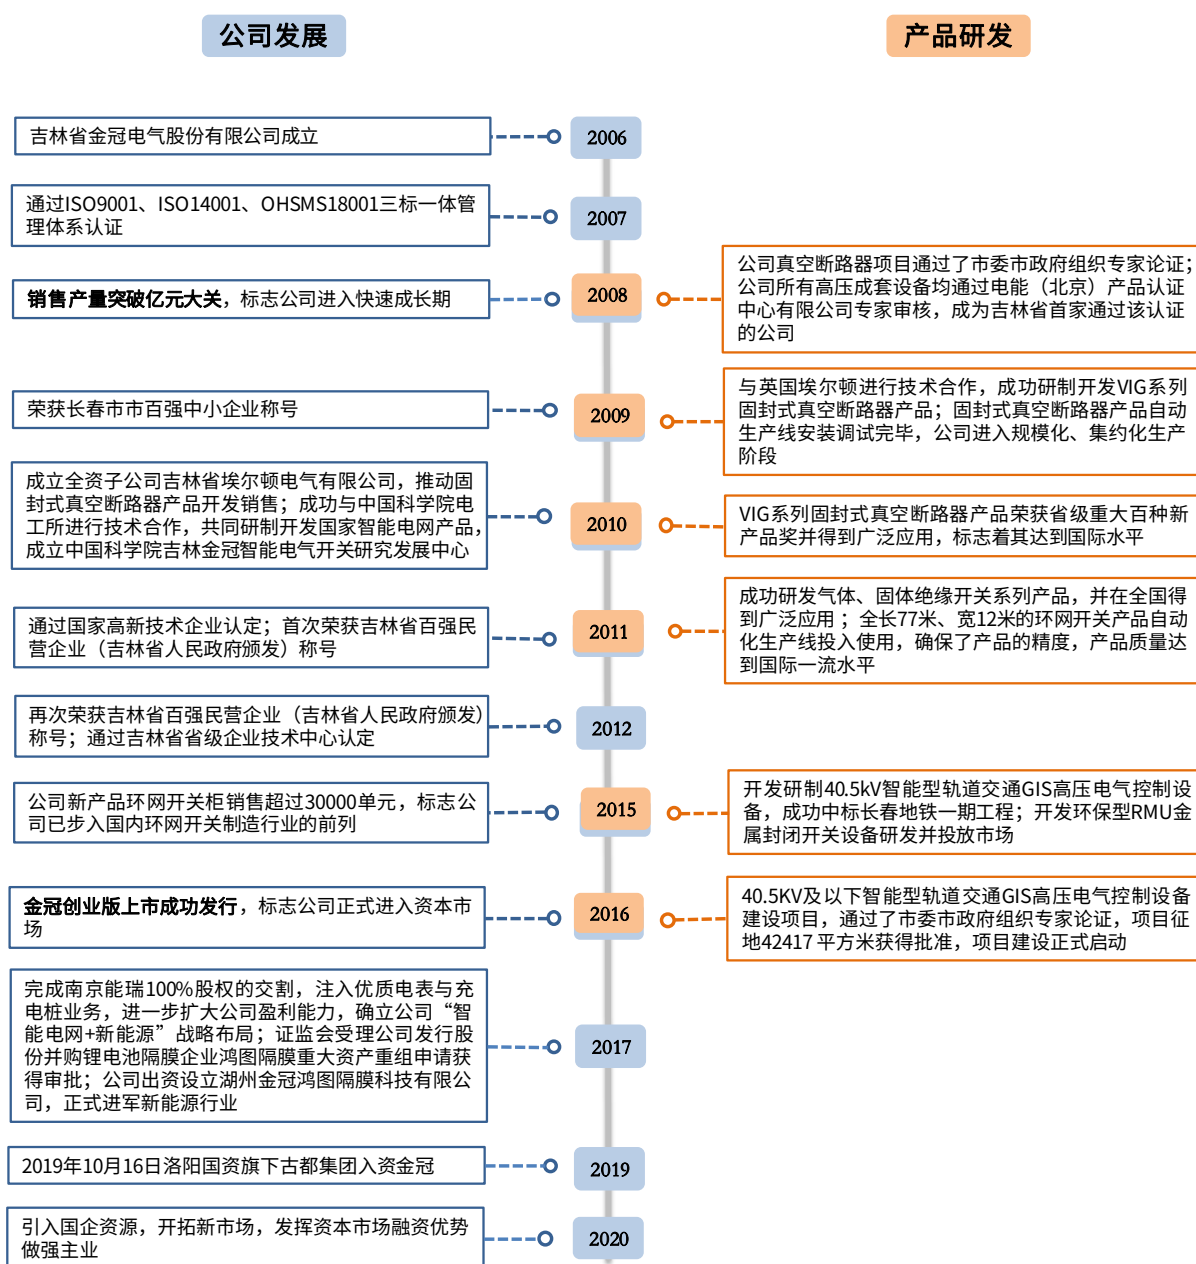 公司发展
产品研发
吉林省金冠电气股份有限公司成立
2006
通过ISO9001、ISO14001、OHSMS18001三标一体管
理体系认证
2007
销售产量突破亿元大关，标志公司进入快速成长期
2008
公司真空断路器项目通过了市委市政府组织专家论证；
公司所有高压成套设备均通过电能（北京）产品认证
中心有限公司专家审核，成为吉林省首家通过该认证
的公司
荣获长春市市百强中小企业称号
2009
与英国埃尔顿进行技术合作，成功研制开发VIG系列
固封式真空断路器产品；固封式真空断路器产品自动
生产线安装调试完毕，公司进入规模化、集约化生产
阶段
成立全资子公司吉林省埃尔顿电气有限公司，推动固
封式真空断路器产品开发销售；成功与中国科学院电
工所进行技术合作，共同研制开发国家智能电网产品，
成立中国科学院吉林金冠智能电气开关研究发展中心
2010
VIG系列固封式真空断路器产品荣获省级重大百种新
产品奖并得到广泛应用，标志着其达到国际水平
通过国家高新技术企业认定；首次荣获吉林省百强民
营企业（吉林省人民政府颁发）称号
2011
成功研发气体、固体绝缘开关系列产品，并在全国得
到广泛应用；全长77米、宽12米的环网开关产品自动
化生产线投入使用，确保了产品的精度，产品质量达
到国际一流水平
再次荣获吉林省百强民营企业（吉林省人民政府颁发）
称号；通过吉林省省级企业技术中心认定
2012
公司新产品环网开关柜销售超过30000单元，标志公
司已步入国内环网开关制造行业的前列
2015
开发研制40.5kV智能型轨道交通GIS高压电气控制设
备，成功中标长春地铁一期工程；开发环保型RMU金
属封闭开关设备研发并投放市场
金冠创业版上市成功发行，标志公司正式进入资本市
场
2016
40.5KV及以下智能型轨道交通GIS高压电气控制设备
建设项目，通过了市委市政府组织专家论证，项目征
地42417平方米获得批准，项目建设正式启动
完成南京能瑞100%股权的交割，注入优质电表与充
电桩业务，进一步扩大公司盈利能力，确立公司“智
能电网+新能源”战略布局；证监会受理公司发行股
份并购锂电池隔膜企业鸿图隔膜重大资产重组申请获
得审批；公司出资设立湖州金冠鸿图隔膜科技有限公
司，正式进军新能源行业
2017
2019年10月16日洛阳国资旗下古都集团入资金冠
2019
引入国企资源，开拓新市场，发挥资本市场融资优势
做强主业
2020